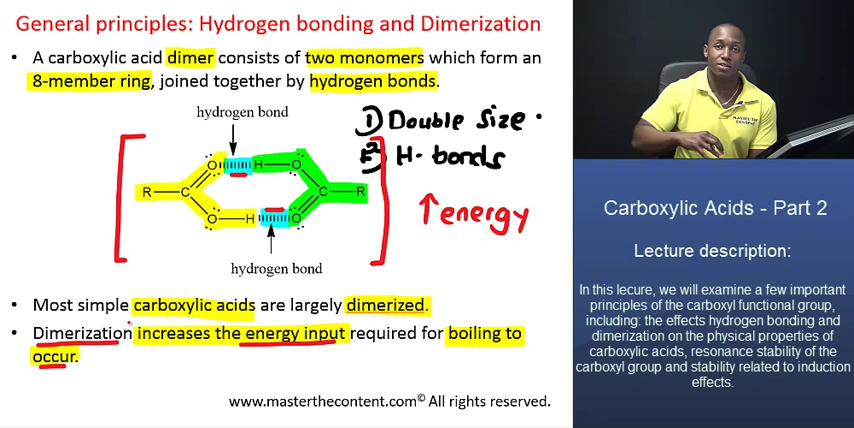 General principles: Hydrogen bonding and Dimerization
• A carboxylic acid dimer consists of two monomers which form an
8-member ring, joined together by hydrogen bonds.
hydrogen bond
① Double size
② H-bonds
O H—O
R—C C—R
O—H O
↑energy
hydrogen bond
• Most simple carboxylic acids are largely dimerized.
• Dimerization increases the energy input required for boiling to
occur.
www.masterthecontent.com© All rights reserved.
MASTER THE
CONTENT
Carboxylic Acids - Part 2
Lecture description:
In this lecure, we will examine a few important
principles of the carboxyl functional group,
including: the effects hydrogen bonding and
dimerization on the physical properties of
carboxylic acids, resonance stability of the
carboxyl group and stability related to induction
effects.